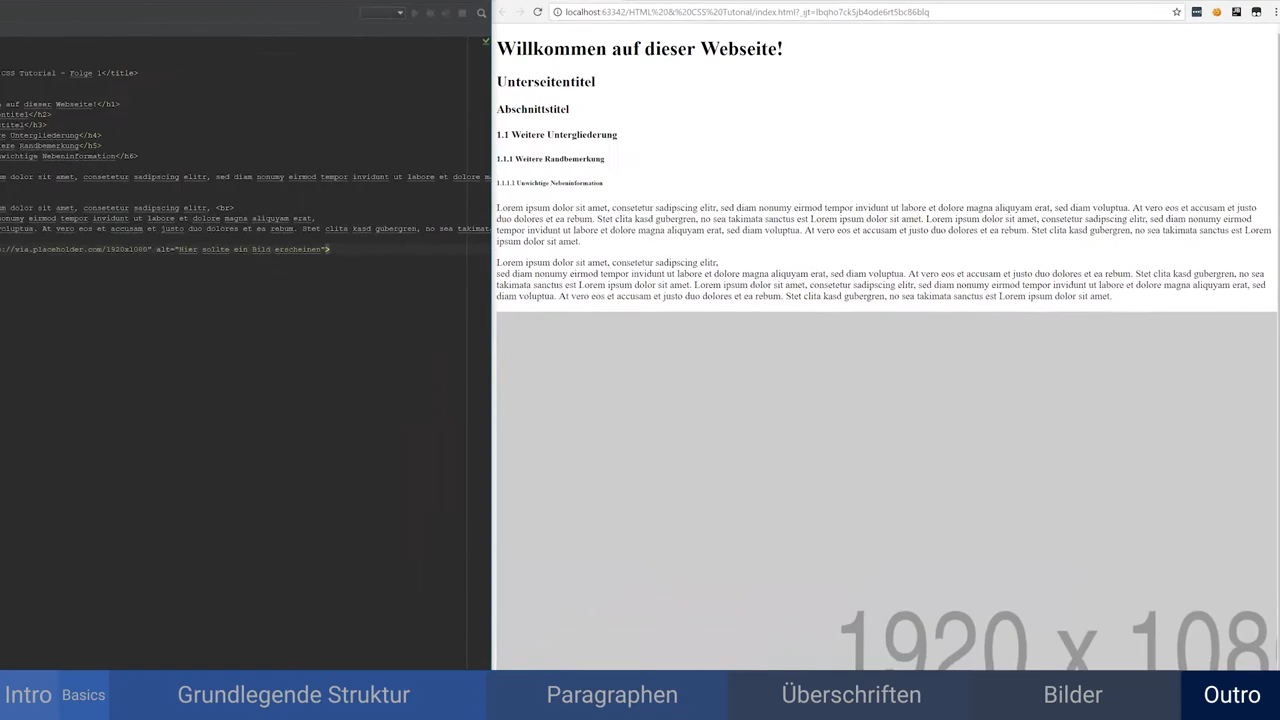 localhost:63342/HTML%20&%20CSS%20Tutorial/index.html?_ijt=lbqho7ck5jb4ode6rt5bc86blq
CSS Tutorial - Folge 1</title>
auf dieser Webseite!</h1>
entitel</h2>
titel</h3>
re Untergliederung</h4>
ere Randbemerkung</h5>
wichtige Nebeninformation</h6>
em dolor sit amet, consetetur sadipscing elitr, sed diam nonumy eirmod tempor invidunt ut labore et dolore m
em dolor sit amet, consetetur sadipscing elitr, <br>
nonumy eirmod tempor invidunt ut labore et dolore magna aliquyam erat,
voluptua. At vero eos et accusam et justo duo dolores et ea rebum. Stet clita kasd gubergren, no sea takimata
s://via.placeholder.com/1920x1080" alt="Hier sollte ein Bild erscheinen">
Willkommen auf dieser Webseite!
Unterseitentitel
Abschnittstitel
1.1 Weitere Untergliederung
1.1.1 Weitere Randbemerkung
1.1.1.1 Unwichtige Nebeninformation
Lorem ipsum dolor sit amet, consetetur sadipscing elitr, sed diam nonumy eirmod tempor invidunt ut labore et dolore magna aliquyam erat, sed diam voluptua. At vero eos et accusam et justo
duo dolores et ea rebum. Stet clita kasd gubergren, no sea takimata sanctus est Lorem ipsum dolor sit amet. Lorem ipsum dolor sit amet, consetetur sadipscing elitr, sed diam nonumy eirmod
tempor invidunt ut labore et dolore magna aliquyam erat, sed diam voluptua. At vero eos et accusam et justo duo dolores et ea rebum. Stet clita kasd gubergren, no sea takimata sanctus est Lorem
ipsum dolor sit amet.
Lorem ipsum dolor sit amet, consetetur sadipscing elitr,
sed diam nonumy eirmod tempor invidunt ut labore et dolore magna aliquyam erat, sed diam voluptua. At vero eos et accusam et justo duo dolores et ea rebum. Stet clita kasd gubergren, no sea
takimata sanctus est Lorem ipsum dolor sit amet. Lorem ipsum dolor sit amet, consetetur sadipscing elitr, sed diam nonumy eirmod tempor invidunt ut labore et dolore magna aliquyam erat, sed
diam voluptua. At vero eos et accusam et justo duo dolores et ea rebum. Stet clita kasd gubergren, no sea takimata sanctus est Lorem ipsum dolor sit amet.
1920 x 108
Intro Basics Grundlegende Struktur Paragraphen Überschriften Bilder Outro